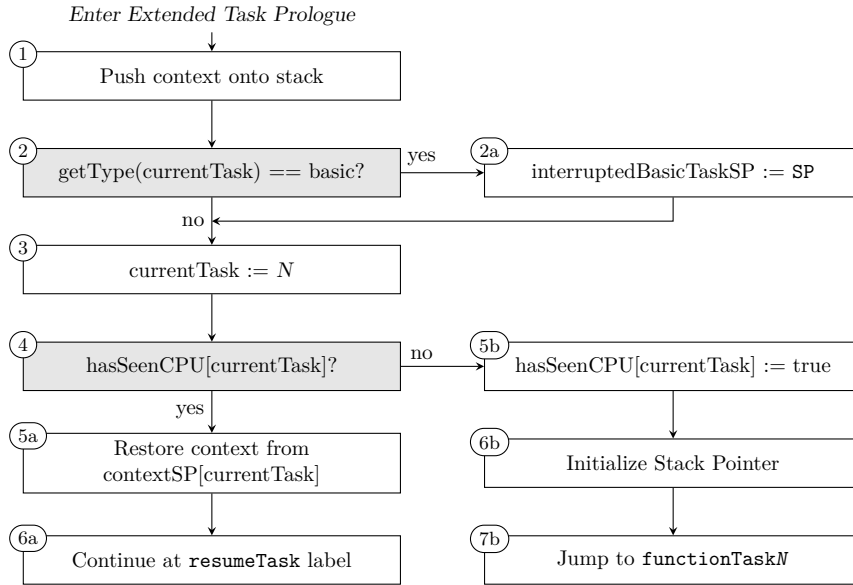 Enter Extended Task Prologue
1
Push context onto stack
2
getType(currentTask) == basic?
yes
2a
interruptedBasicTaskSP := SP
no
3
currentTask := N
4
hasSeenCPU[currentTask]?
no
5b
hasSeenCPU[currentTask] := true
yes
5a
Restore context from
contextSP[currentTask]
6b
Initialize Stack Pointer
6a
Continue at resumeTask label
7b
Jump to functionTaskN